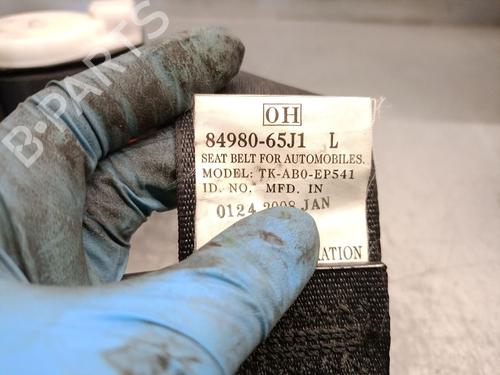 B-PARTS
OH
84980-65J1 L
SEAT BELT FOR AUTOMOBILES.
MODEL: TK-AB0-EP541
ID. NO. MFD. IN
0124 2008 JAN